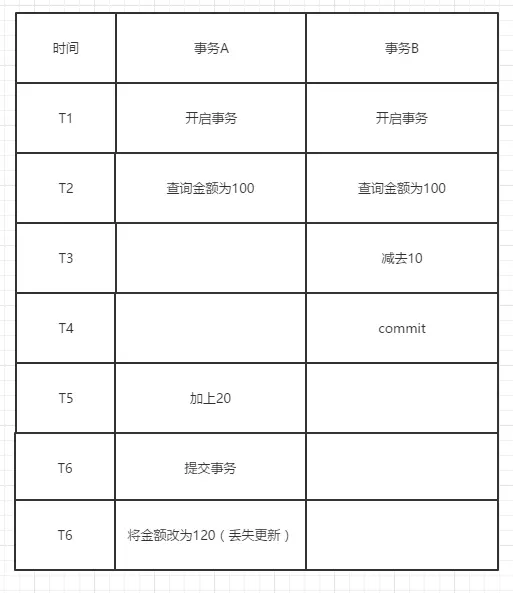 时间 事务A 事务B
T1 开启事务 开启事务
T2 查询金额为100 查询金额为100
T3 减去10
T4 commit
T5 加上20
T6 提交事务
T6 将金额改为120（丢失更新）